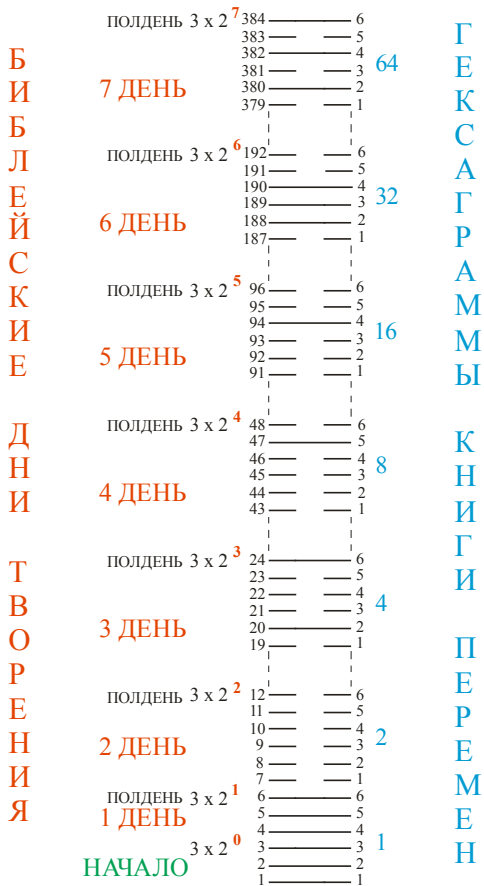 БИБЛЕЙСКИЕ ДНИ ТВОРЕНИЯ
ГЕКСАГРАММЫ КНИГИ ПЕРЕМЕН
ПОЛДЕНЬ 3 x 2 7 384 6
383 5
382 4
381 3 64
7 ДЕНЬ 380 2
379 1
ПОЛДЕНЬ 3 x 2 6 192 6
191 5
190 4
189 3 32
6 ДЕНЬ 188 2
187 1
ПОЛДЕНЬ 3 x 2 5 96 6
95 5
94 4
93 3 16
5 ДЕНЬ 92 2
91 1
ПОЛДЕНЬ 3 x 2 4 48 6
47 5
46 4
45 3 8
4 ДЕНЬ 44 2
43 1
ПОЛДЕНЬ 3 x 2 3 24 6
23 5
22 4
21 3 4
3 ДЕНЬ 20 2
19 1
ПОЛДЕНЬ 3 x 2 2 12 6
11 5
10 4
2 ДЕНЬ 9 3 2
8 2
7 1
ПОЛДЕНЬ 3 x 2 1 6 6
1 ДЕНЬ 5 5
4 4
3 x 2 0 3 3 1
НАЧАЛО 2 2
1 1